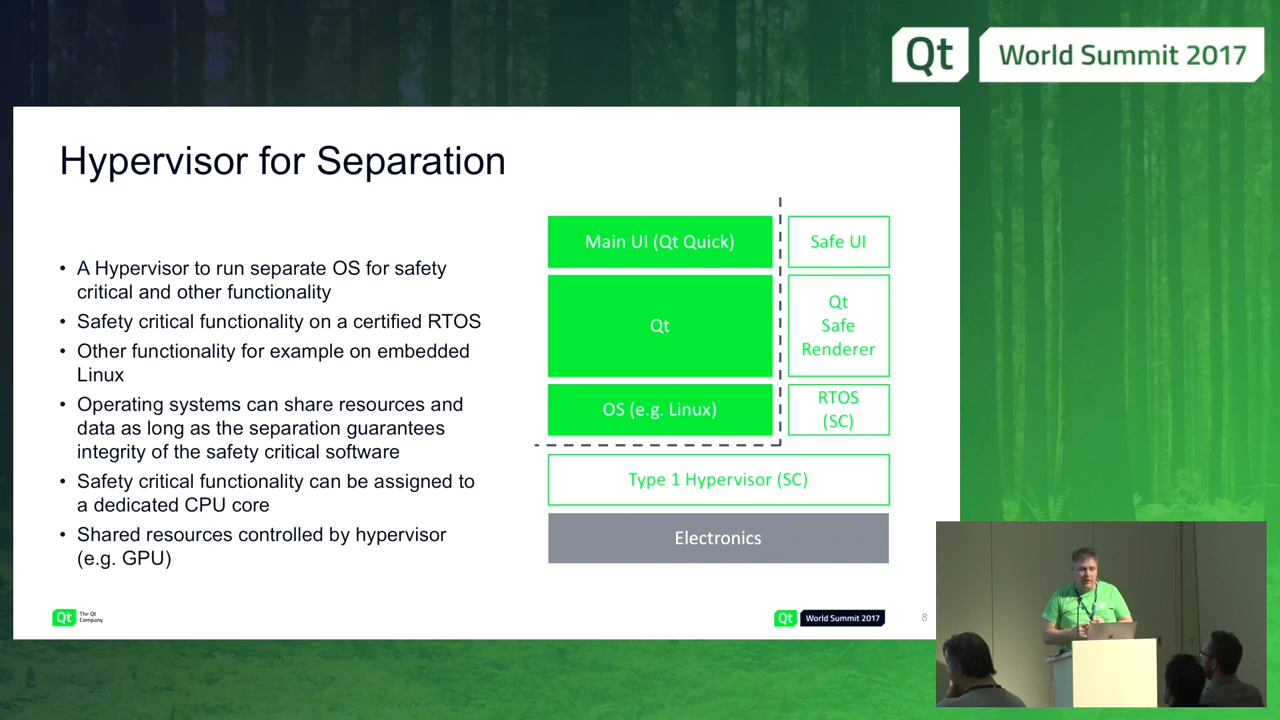 Qt World Summit 2017
Hypervisor for Separation
• A Hypervisor to run separate OS for safety
critical and other functionality
• Safety critical functionality on a certified RTOS
• Other functionality for example on embedded
Linux
• Operating systems can share resources and
data as long as the separation guarantees
integrity of the safety critical software
• Safety critical functionality can be assigned to
a dedicated CPU core
• Shared resources controlled by hypervisor
(e.g. GPU)
Main UI (Qt Quick)
Safe UI
Qt
Qt
Safe
Renderer
OS (e.g. Linux)
RTOS
(SC)
Type 1 Hypervisor (SC)
Electronics
Qt
The Qt
Company
Qt World Summit 2017
8